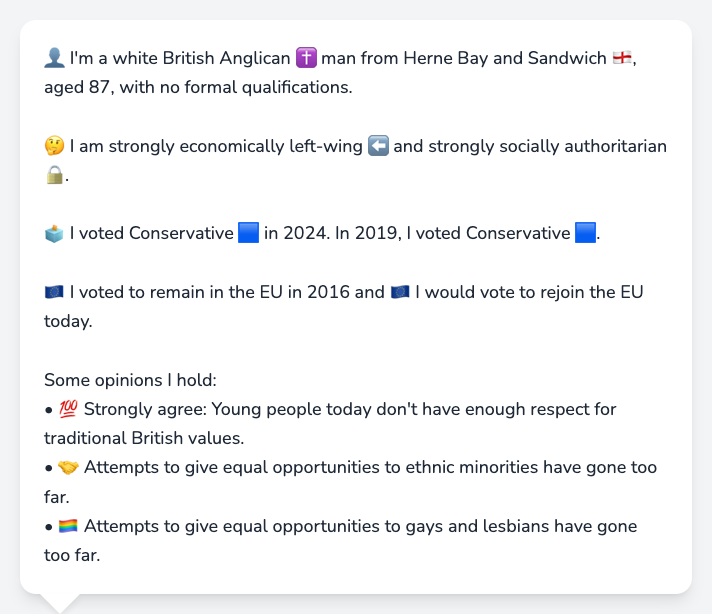 👤 I'm a white British Anglican ✝️ man from Herne Bay and Sandwich 🏴󠁧󠁢󠁥󠁮󠁧󠁿,
aged 87, with no formal qualifications.
🤔 I am strongly economically left-wing ⬅️ and strongly socially authoritarian
🔒.
🗳️ I voted Conservative 🟦 in 2024. In 2019, I voted Conservative 🟦.
🇪🇺 I voted to remain in the EU in 2016 and 🇪🇺 I would vote to rejoin the EU
today.
Some opinions I hold:
• 💯 Strongly agree: Young people today don't have enough respect for
traditional British values.
• 🤝 Attempts to give equal opportunities to ethnic minorities have gone too
far.
• 🏳️‍🌈 Attempts to give equal opportunities to gays and lesbians have gone
too far.